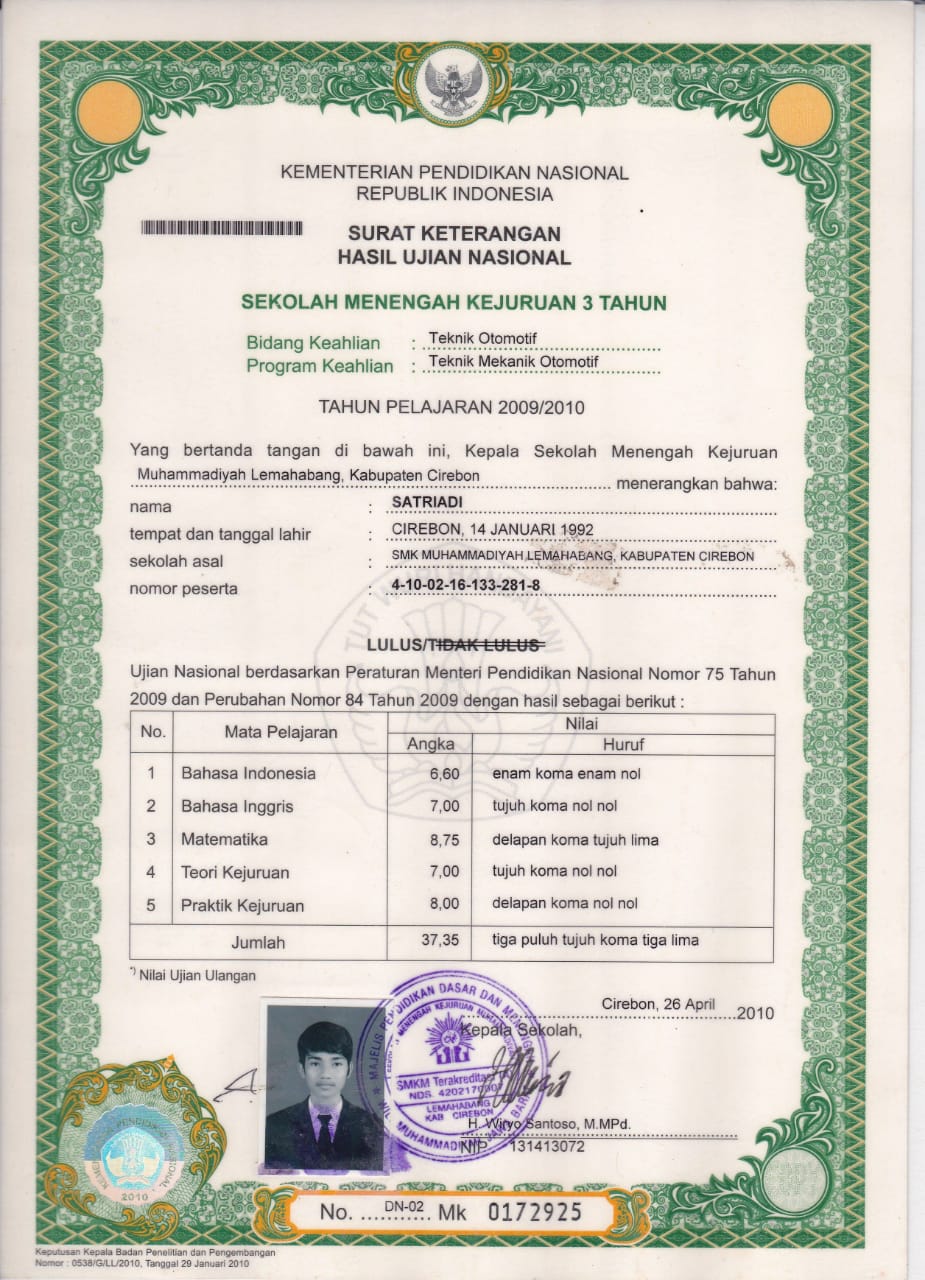 KEMENTERIAN PENDIDIKAN NASIONAL
REPUBLIK INDONESIA
SURAT KETERANGAN
HASIL UJIAN NASIONAL
SEKOLAH MENENGAH KEJURUAN 3 TAHUN
Bidang Keahlian : Teknik Otomotif
Program Keahlian : Teknik Mekanik Otomotif
TAHUN PELAJARAN 2009/2010
Yang bertanda tangan di bawah ini, Kepala Sekolah Menengah Kejuruan
Muhammadiyah Lemahabang, Kabupaten Cirebon menerangkan bahwa:
nama : SATRIADI
tempat dan tanggal lahir : CIREBON, 14 JANUARI 1992
sekolah asal : SMK MUHAMMADIYAH LEMAHABANG, KABUPATEN CIREBON
nomor peserta : 4-10-02-16-133-281-8
TUT WURI HANDAYANI
LULUS/TIDAK LULUS
Ujian Nasional berdasarkan Peraturan Menteri Pendidikan Nasional Nomor 75 Tahun
2009 dan Perubahan Nomor 84 Tahun 2009 dengan hasil sebagai berikut :
No. Mata Pelajaran Nilai
Angka Huruf
1 Bahasa Indonesia 6,60 enam koma enam nol
2 Bahasa Inggris 7,00 tujuh koma nol nol
3 Matematika 8,75 delapan koma tujuh lima
4 Teori Kejuruan 7,00 tujuh koma nol nol
5 Praktik Kejuruan 8,00 delapan koma nol nol
Jumlah 37,35 tiga puluh tujuh koma tiga lima
*) Nilai Ujian Ulangan
Cirebon, 26 April 2010
Kepala Sekolah,
MAJELIS PENDIDIKAN DASAR DAN
MENENGAH KEJURUAN
SMKM Terakreditasi
NDS.
LEMAHABANG
KAB CIREBON
H. Wiryo Santoso, M.MPd.
NIP. 131413072
2010
No. ........... DN-02 Mk 0172925
Keputusan Kepala Badan Penelitian dan Pengembangan
Nomor : 0538/G/LL/2010, Tanggal 29 Januari 2010